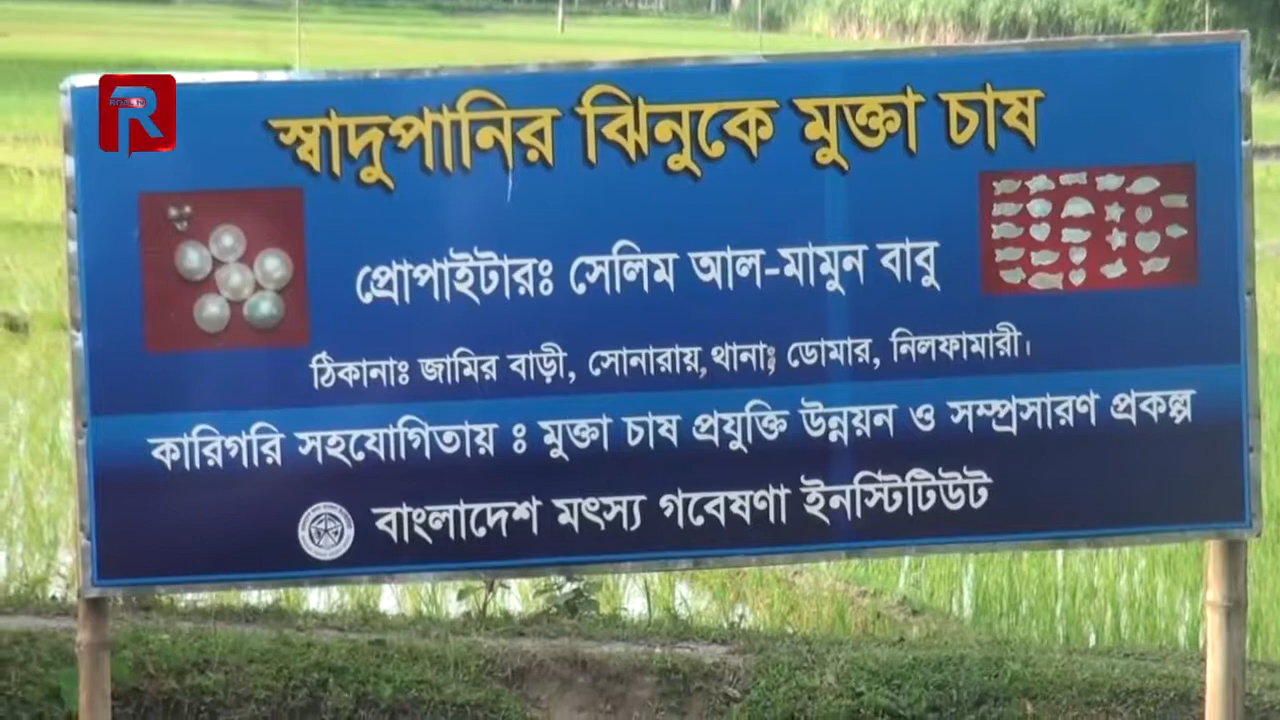 স্বাদুপানির ঝিনুকে মুক্তা চাষ
প্রোপাইটারঃ সেলিম আল-মামুন বাবু
ঠিকানাঃ জামির বাড়ী, সোনারায়, থানা; ডোমার, নিলফামারী।
কারিগরি সহযোগিতায় ঃ মুক্তা চাষ প্রযুক্তি উন্নয়ন ও সম্প্রসারণ প্রকল্প
বাংলাদেশ মৎস্য গবেষণা ইনস্টিটিউট